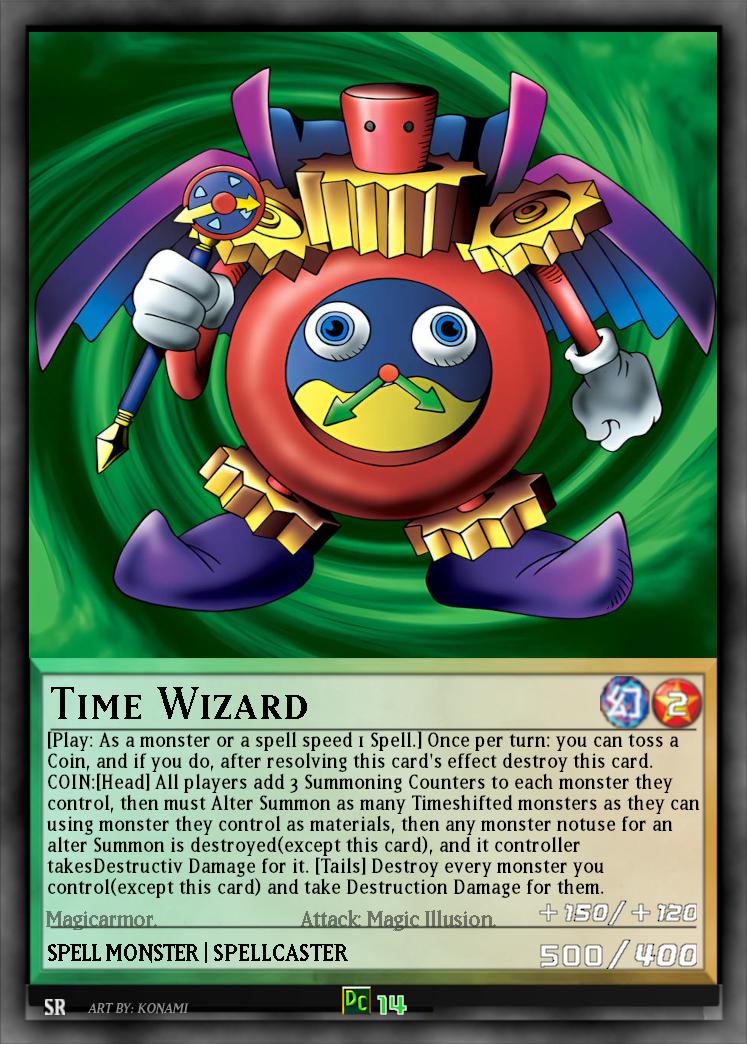 TIME WIZARD
幻 2
[Play: As a monster or a spell speed 1 Spell.] Once per turn: you can toss a
Coin, and if you do, after resolving this card's effect destroy this card.
COIN:[Head] All players add 3 Summoning Counters to each monster they
control, then must Alter Summon as many Timeshifted monsters as they can
using monster they control as materials, then any monster notuse for an
alter Summon is destroyed(except this card), and it controller
takesDestructiv Damage for it. [Tails] Destroy every monster you
control(except this card) and take Destruction Damage for them.
Magicarmor. Attack: Magic Illusion. +150/+120
SPELL MONSTER | SPELLCASTER 500/400
SR ART BY: KONAMI DC 14